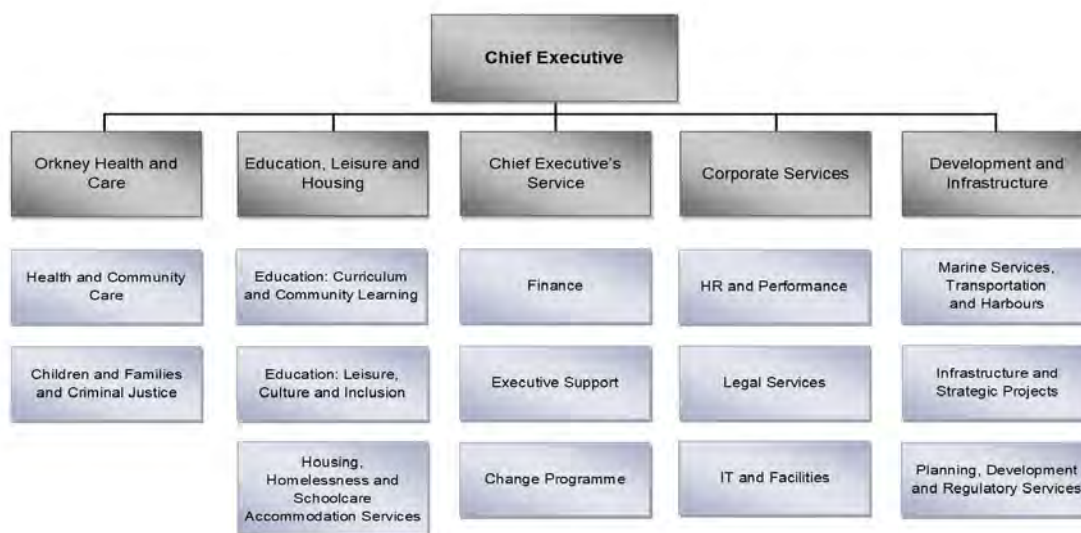 Chief Executive
Orkney Health and
Care
Education, Leisure and
Housing
Chief Executive's
Service
Corporate Services
Development and
Infrastructure
Health and Community
Care
Education: Curriculum
and Community Learning
Finance
HR and Performance
Marine Services,
Transportation
and Harbours
Children and Families
and Criminal Justice
Education: Leisure,
Culture and Inclusion
Executive Support
Legal Services
Infrastructure and
Strategic Projects
Housing,
Homelessness and
Schoolcare
Accommodation Services
Change Programme
IT and Facilities
Planning, Development
and Regulatory Services